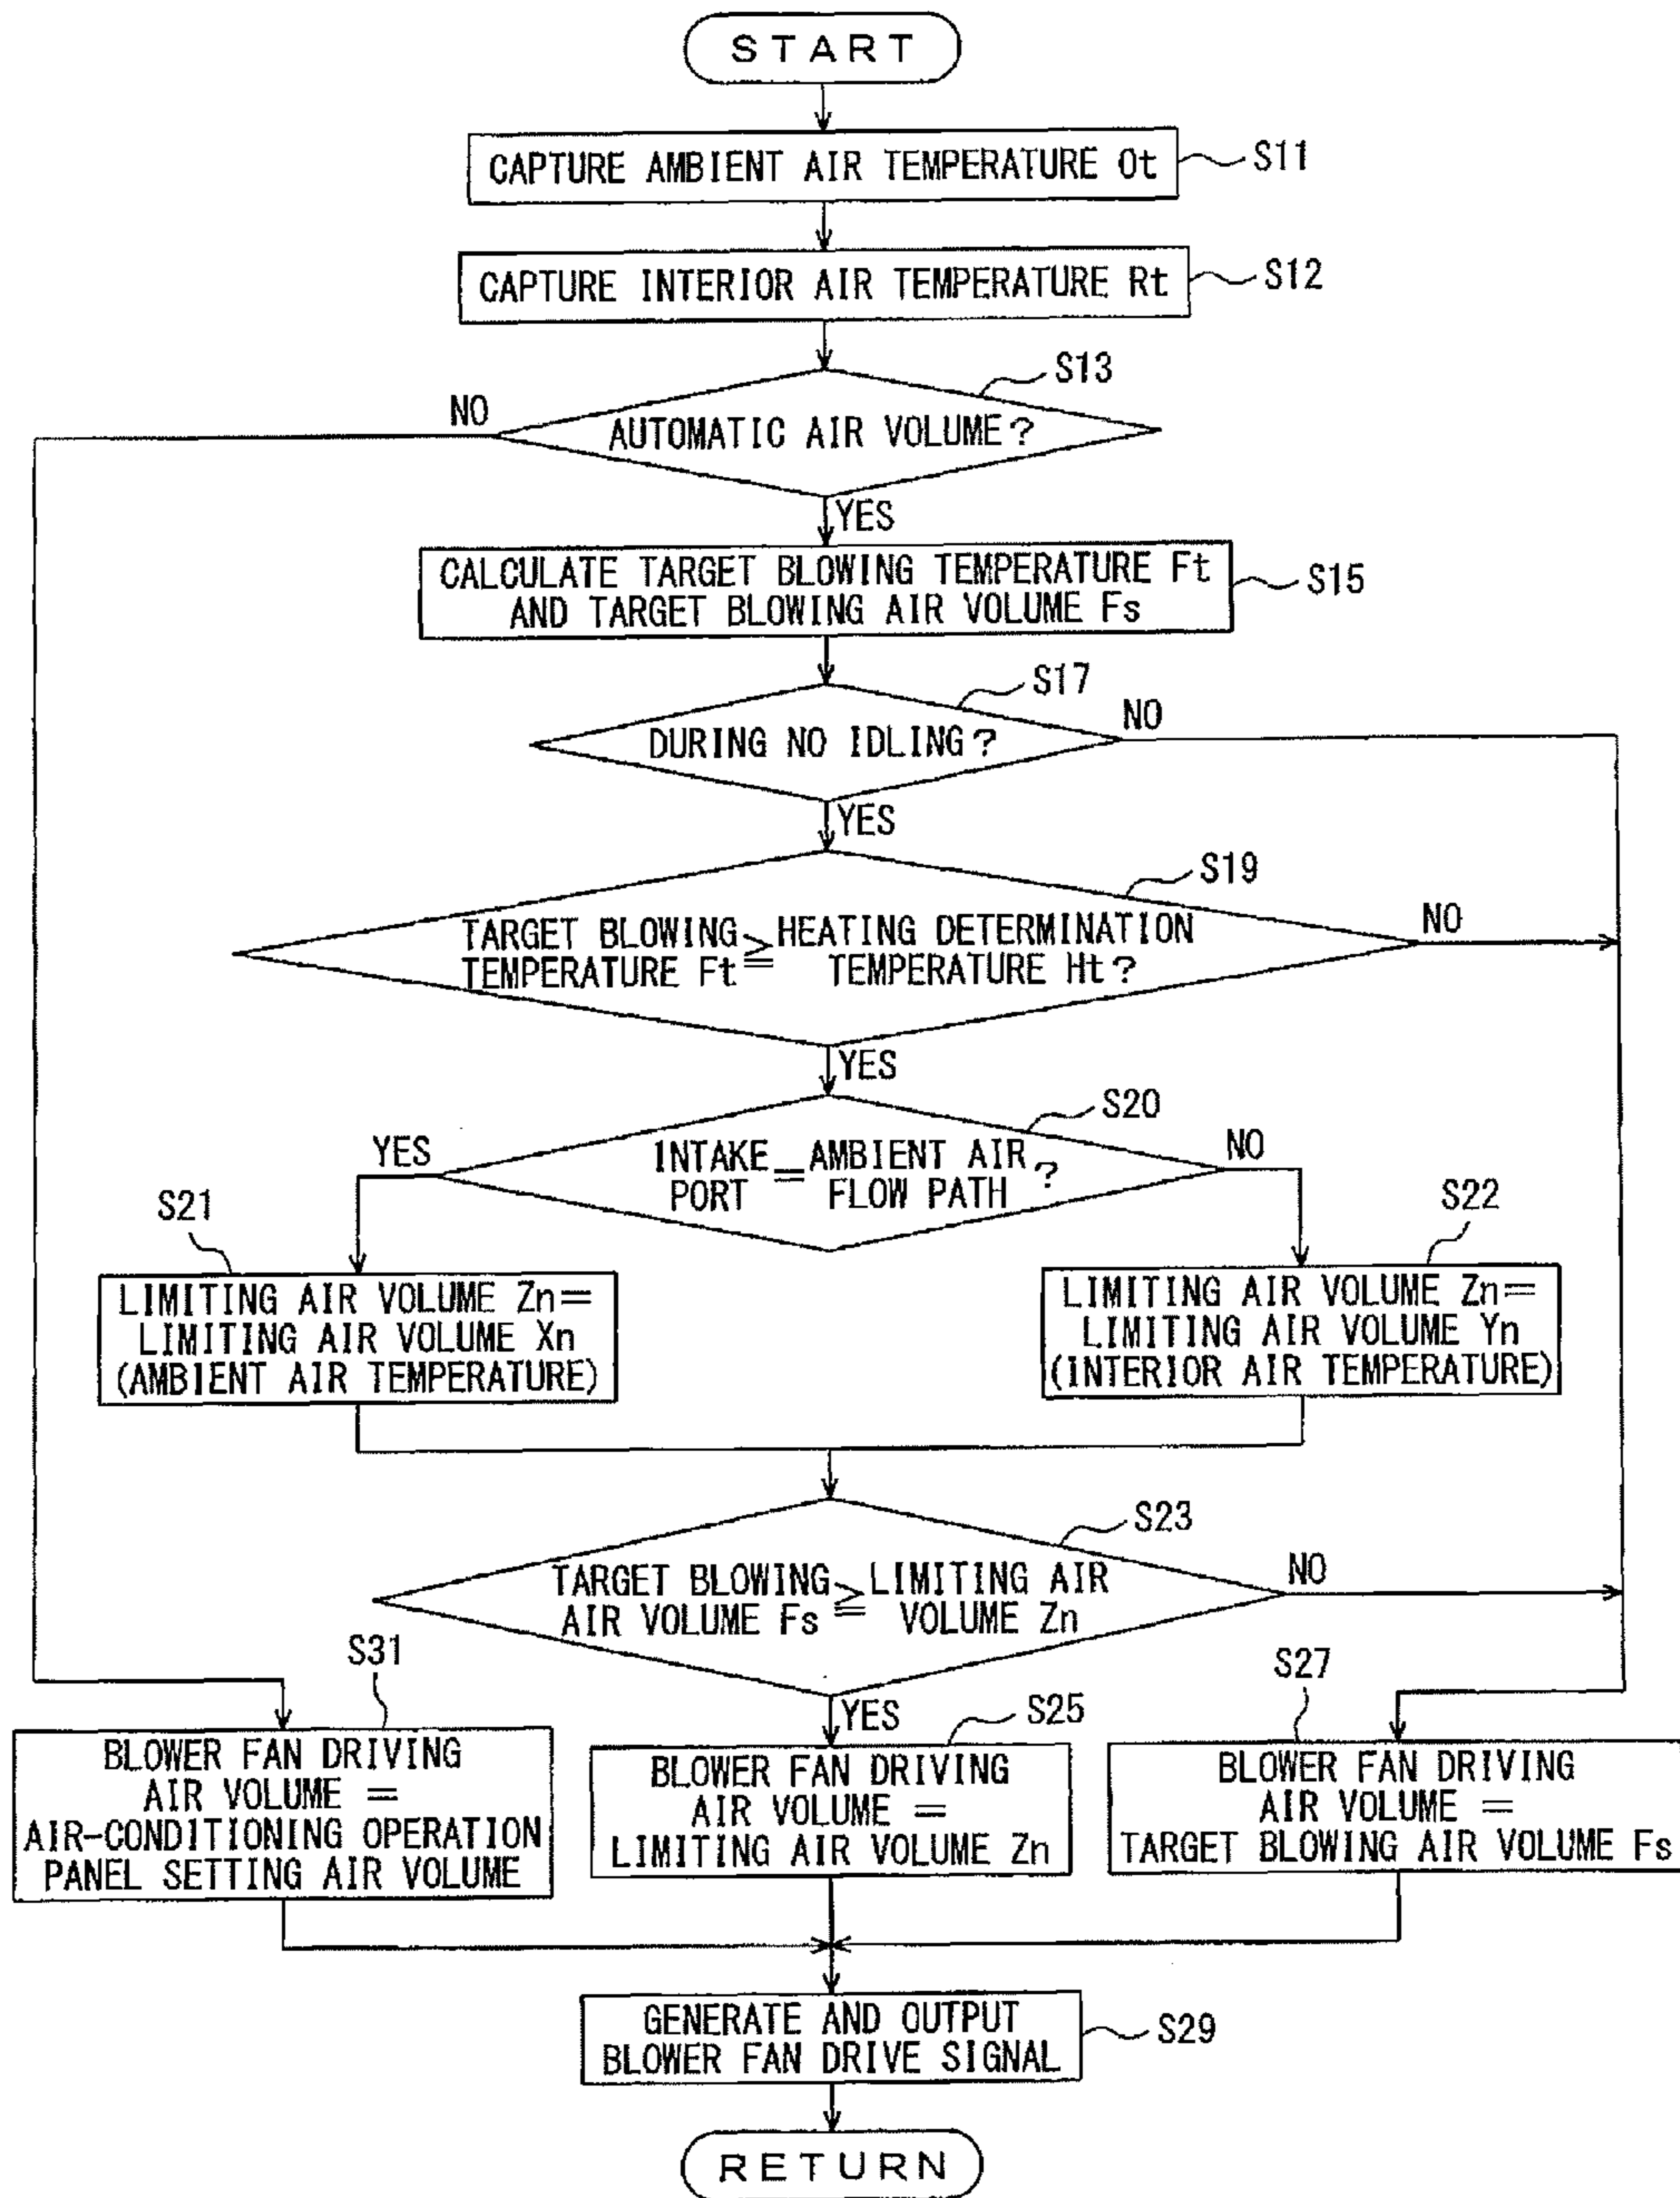 START
CAPTURE AMBIENT AIR TEMPERATURE Ot
S11
CAPTURE INTERIOR AIR TEMPERATURE Rt
S12
S13
NO
AUTOMATIC AIR VOLUME?
YES
CALCULATE TARGET BLOWING TEMPERATURE Ft
AND TARGET BLOWING AIR VOLUME Fs
S15
S17
NO
DURING NO IDLING?
YES
S19
NO
TARGET BLOWING ≧ HEATING DETERMINATION
TEMPERATURE Ft TEMPERATURE Ht?
YES
S20
YES
NO
INTAKE = AMBIENT AIR ?
PORT FLOW PATH
S21
S22
LIMITING AIR VOLUME Zn=
LIMITING AIR VOLUME Xn
(AMBIENT AIR TEMPERATURE)
LIMITING AIR VOLUME Zn=
LIMITING AIR VOLUME Yn
(INTERIOR AIR TEMPERATURE)
S23
NO
TARGET BLOWING ≧ LIMITING AIR
AIR VOLUME Fs VOLUME Zn
YES
S31
S25
S27
BLOWER FAN DRIVING
AIR VOLUME =
AIR-CONDITIONING OPERATION
PANEL SETTING AIR VOLUME
BLOWER FAN DRIVING
AIR VOLUME =
LIMITING AIR VOLUME Zn
BLOWER FAN DRIVING
AIR VOLUME =
TARGET BLOWING AIR VOLUME Fs
GENERATE AND OUTPUT
BLOWER FAN DRIVE SIGNAL
S29
RETURN